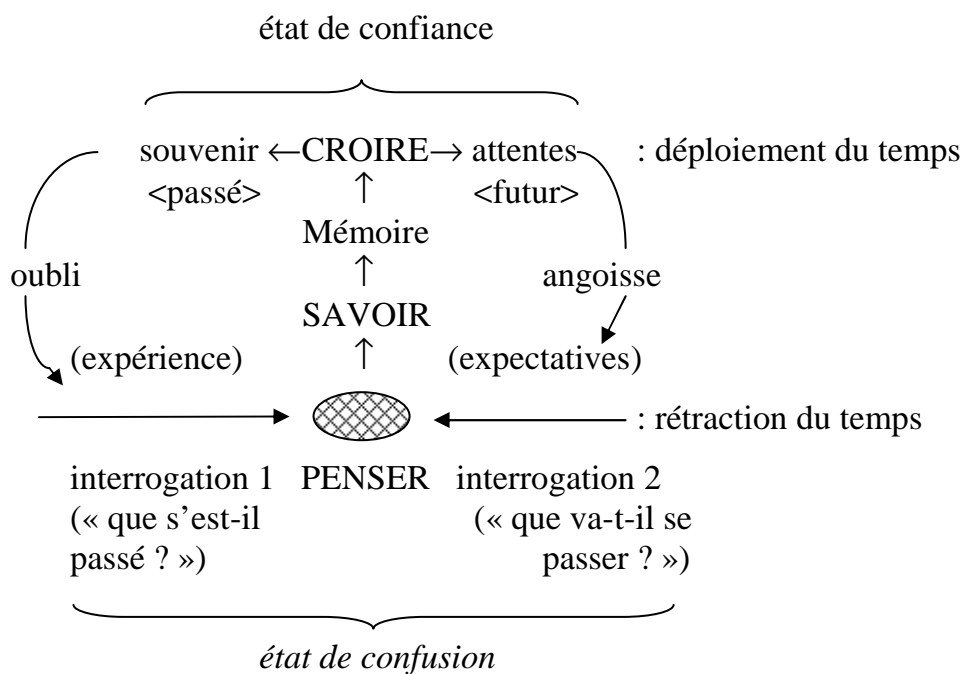 état de confiance
souvenir ←CROIRE→ attentes : déploiement du temps
<passé> ↑ <futur>
Mémoire
↑
oubli angoisse
SAVOIR
(expérience) ↑ (expectatives)
: rétraction du temps
interrogation 1 PENSER interrogation 2
(« que s’est-il (« que va-t-il se
passé ? ») passer ? »)
état de confusion